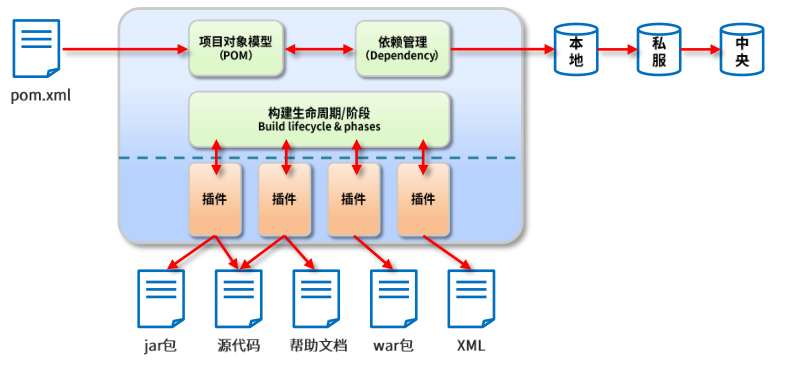 项目对象模型
(POM)
依赖管理
(Dependency)
本
地
私
服
中
央
pom.xml
构建生命周期/阶段
Build lifecycle & phases
插件
插件
插件
插件
jar包
源代码
帮助文档
war包
XML